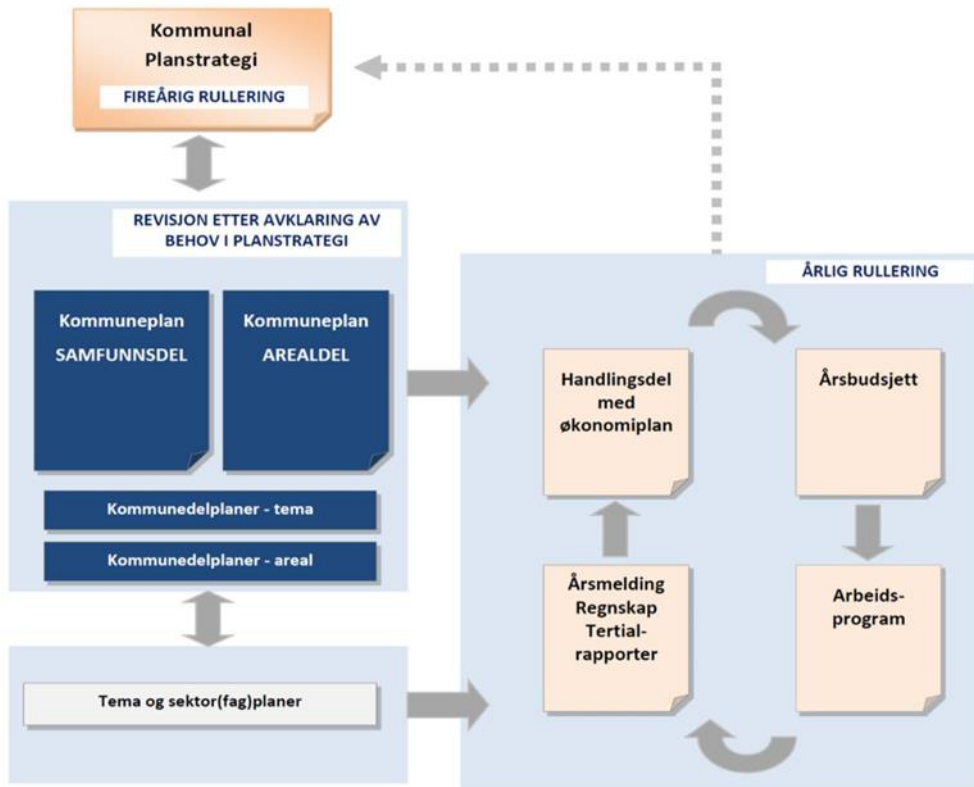 Kommunal
Planstrategi
FIREÅRIG RULLERING
REVISJON ETTER AVKLARING AV
BEHOV I PLANSTRATEGI
Kommuneplan
SAMFUNNSDEL
Kommuneplan
AREALDEL
Kommunedelplaner - tema
Kommunedelplaner - areal
Tema og sektor(fag)planer
ÅRLIG RULLERING
Handlingsdel
med
økonomiplan
Årsbudsjett
Årsmelding
Regnskap
Tertial-
rapporter
Arbeids-
program